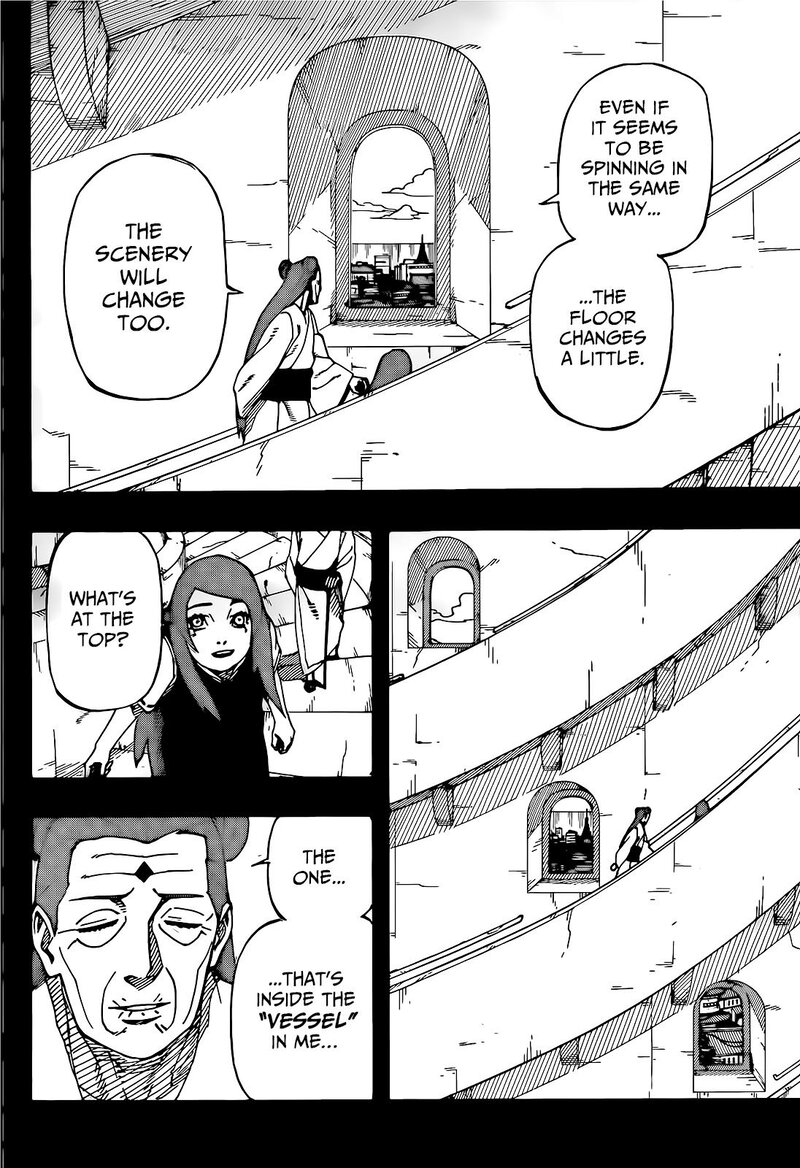 EVEN IF
IT SEEMS
TO BE
SPINNING IN
THE SAME
WAY...
...THE
FLOOR
CHANGES
A LITTLE.
THE
SCENERY
WILL
CHANGE
TOO.
WHAT'S
AT THE
TOP?
THE
ONE...
...THAT'S
INSIDE THE
"VESSEL"
IN ME...